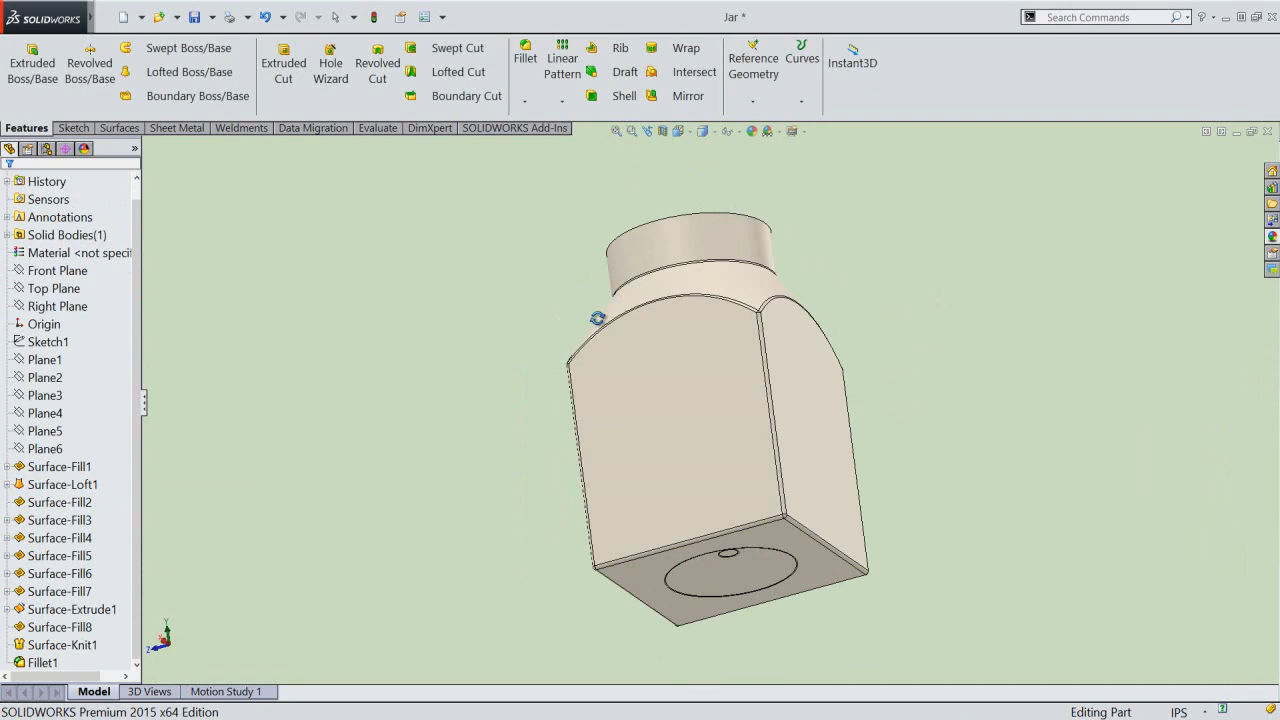 SOLIDWORKS
Jar *
Search Commands
Extruded Boss/Base
Revolved Boss/Base
Swept Boss/Base
Lofted Boss/Base
Boundary Boss/Base
Extruded Cut
Hole Wizard
Revolved Cut
Swept Cut
Lofted Cut
Boundary Cut
Fillet
Linear Pattern
Rib
Draft
Shell
Wrap
Intersect
Mirror
Reference Geometry
Curves
Instant3D
Features Sketch Surfaces Sheet Metal Weldments Data Migration Evaluate DimXpert SOLIDWORKS Add-Ins
History
Sensors
Annotations
Solid Bodies(1)
Material <not specif
Front Plane
Top Plane
Right Plane
Origin
Sketch1
Plane1
Plane2
Plane3
Plane4
Plane5
Plane6
Surface-Fill1
Surface-Loft1
Surface-Fill2
Surface-Fill3
Surface-Fill4
Surface-Fill5
Surface-Fill6
Surface-Fill7
Surface-Extrude1
Surface-Fill8
Surface-Knit1
Fillet1
Y
X
Z
Model 3D Views Motion Study 1
SOLIDWORKS Premium 2015 x64 Edition Editing Part IPS